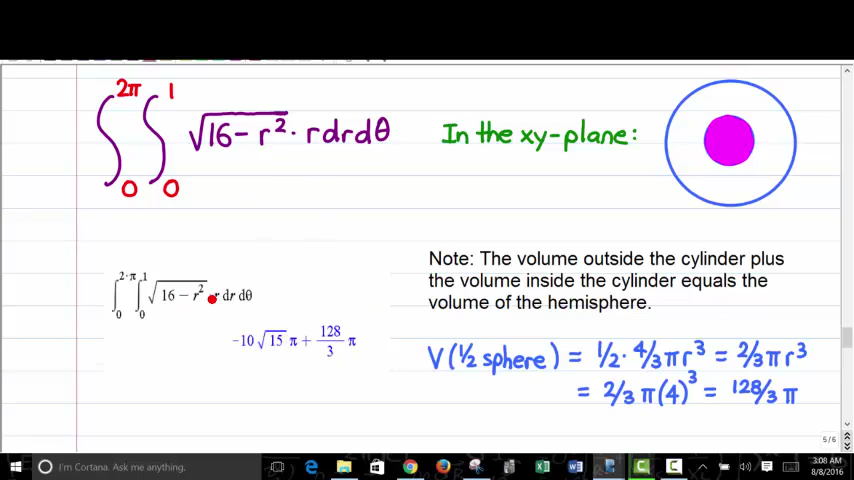 ∫₀^2π ∫₀^1 √(16 − r²) · r dr dθ
In the xy-plane:
∫₀^2·π ∫₀^1 √(16 − r²) r dr dθ
−10 √15 π + 128/3 π
Note: The volume outside the cylinder plus
the volume inside the cylinder equals the
volume of the hemisphere.
V(½ sphere) = ½ · 4/3 π r³ = 2/3 π r³
= 2/3 π (4)³ = 128/3 π
5/6
I'm Cortana. Ask me anything.
3:08 AM
8/8/2016